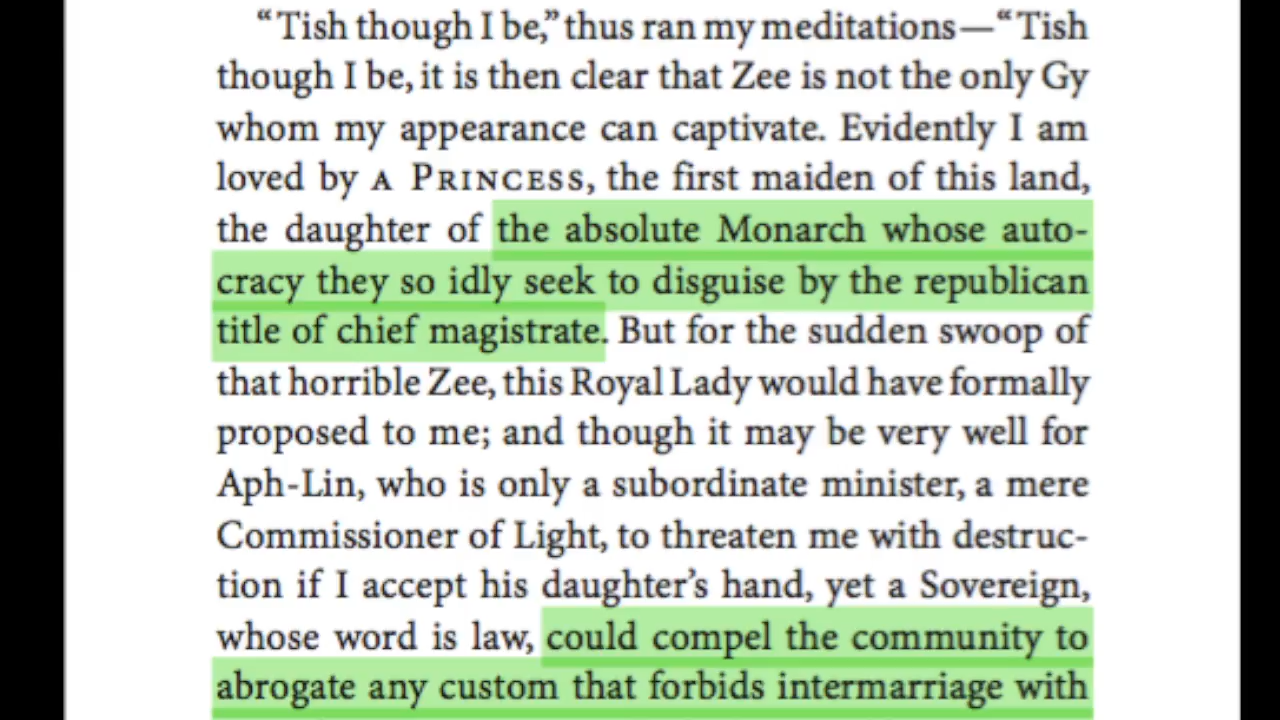 “Tish though I be,” thus ran my meditations—“Tish
though I be, it is then clear that Zee is not the only Gy
whom my appearance can captivate. Evidently I am
loved by A PRINCESS, the first maiden of this land,
the daughter of the absolute Monarch whose auto-
cracy they so idly seek to disguise by the republican
title of chief magistrate. But for the sudden swoop of
that horrible Zee, this Royal Lady would have formally
proposed to me; and though it may be very well for
Aph-Lin, who is only a subordinate minister, a mere
Commissioner of Light, to threaten me with destruc-
tion if I accept his daughter’s hand, yet a Sovereign,
whose word is law, could compel the community to
abrogate any custom that forbids intermarriage with